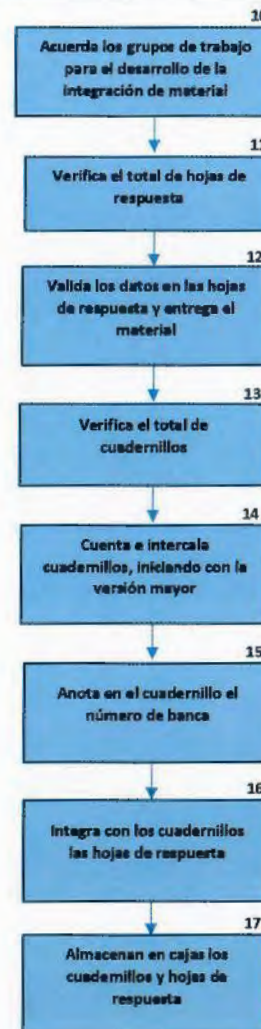 10
Acuerda los grupos de trabajo
para el desarrollo de la
integración de material
11
Verifica el total de hojas de
respuesta
12
Valida los datos en las hojas
de respuesta y entrega el
material
13
Verifica el total de
cuadernillos
14
Cuenta e intercala
cuadernillos, iniciando con la
versión mayor
15
Anota en el cuadernillo el
número de banca
16
Integra con los cuadernillos
las hojas de respuesta
17
Almacenan en cajas los
cuadernillos y hojas de
respuesta